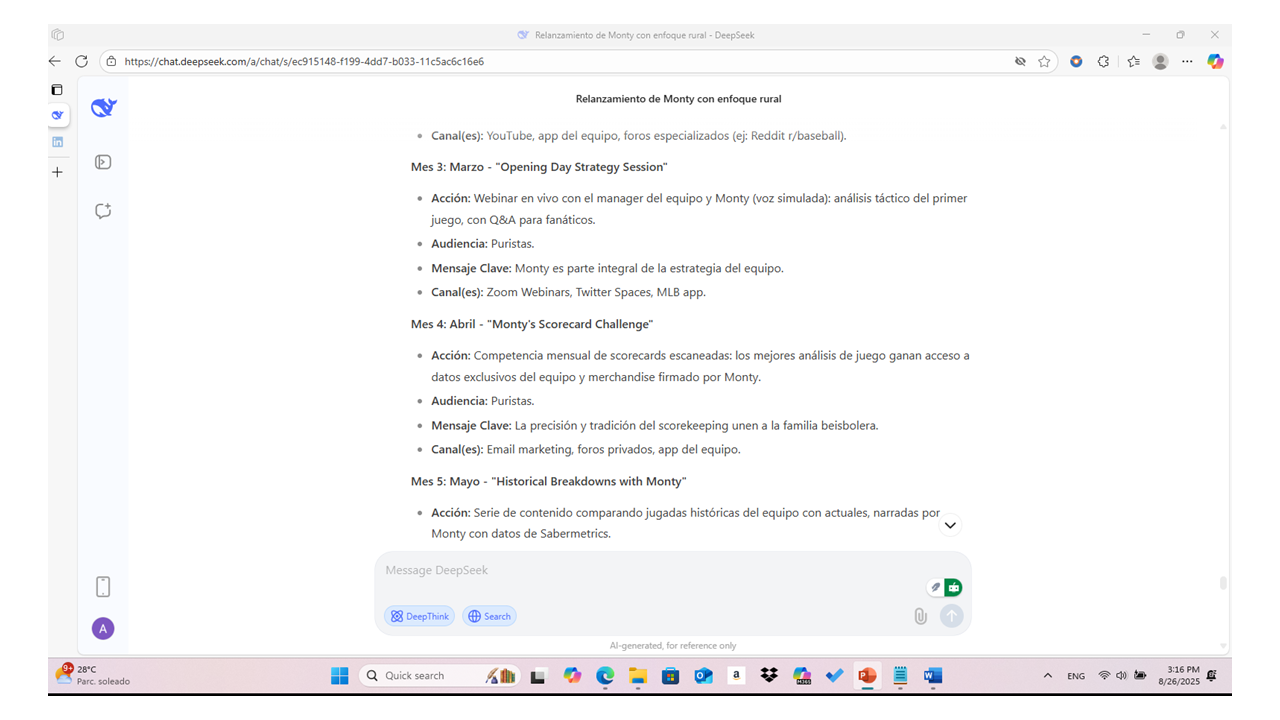 Relanzamiento de Monty con enfoque rural - DeepSeek
https://chat.deepseek.com/a/chat/s/ec915148-f199-4dd7-b033-11c5ac6c16e6
Relanzamiento de Monty con enfoque rural
• Canal(es): YouTube, app del equipo, foros especializados (ej: Reddit r/baseball).
Mes 3: Marzo - "Opening Day Strategy Session"
• Acción: Webinar en vivo con el manager del equipo y Monty (voz simulada): análisis táctico del primer
juego, con Q&A para fanáticos.
• Audiencia: Puristas.
• Mensaje Clave: Monty es parte integral de la estrategia del equipo.
• Canal(es): Zoom Webinars, Twitter Spaces, MLB app.
Mes 4: Abril - "Monty's Scorecard Challenge"
• Acción: Competencia mensual de scorecards escaneadas: los mejores análisis de juego ganan acceso a
datos exclusivos del equipo y merchandise firmado por Monty.
• Audiencia: Puristas.
• Mensaje Clave: La precisión y tradición del scorekeeping unen a la familia beisbolera.
• Canal(es): Email marketing, foros privados, app del equipo.
Mes 5: Mayo - "Historical Breakdowns with Monty"
• Acción: Serie de contenido comparando jugadas históricas del equipo con actuales, narradas por
Monty con datos de Sabermetrics.
Message DeepSeek
DeepThink
Search
A
AI-generated, for reference only
9+
28°C
Parc. soleado
Quick search
a
M365
ENG
3:16 PM
8/26/2025